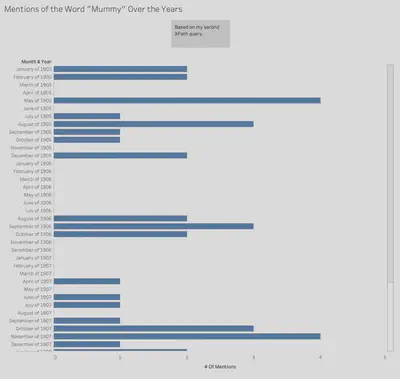 Mentions of the Word "Mummy" Over the Years
Based on my second
XPath query.
Month & Year
January of 1905
February of 1905
March of 1905
April of 1905
May of 1905
June of 1905
July of 1905
August of 1905
September of 1905
October of 1905
November of 1905
December of 1905
January of 1906
February of 1906
March of 1906
April of 1906
May of 1906
June of 1906
July of 1906
August of 1906
September of 1906
October of 1906
November of 1906
December of 1906
January of 1907
February of 1907
March of 1907
April of 1907
May of 1907
June of 1907
July of 1907
August of 1907
September of 1907
October of 1907
November of 1907
December of 1907
0 1 2 3 4 5
# Of Mentions